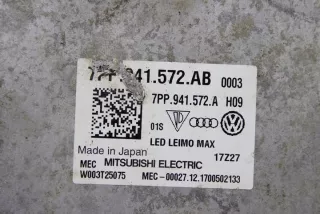 7PP.941.572.AB 0003
7PP.941.572.A H09
01S
LED LEIMO MAX
Made in Japan 17Z27
MEC MITSUBISHI ELECTRIC
W003T25075 MEC-00027.12.1700502133